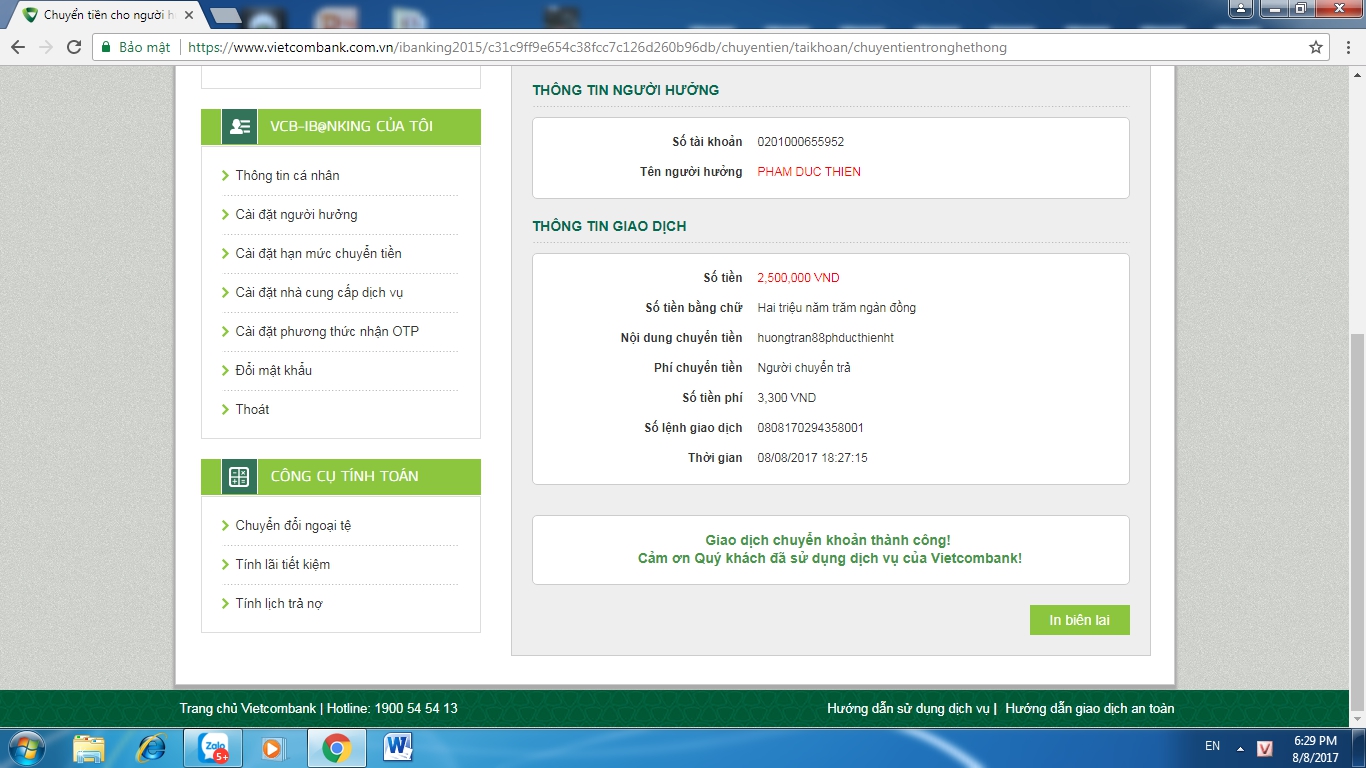 Chuyển tiền cho người h
Bảo mật
https://www.vietcombank.com.vn/ibanking2015/c31c9ff9e654c38fcc7c126d260b96db/chuyentien/taikhoan/chuyentientronghethong
VCB-IB@NKING CỦA TÔI
Thông tin cá nhân
Cài đặt người hưởng
Cài đặt hạn mức chuyển tiền
Cài đặt nhà cung cấp dịch vụ
Cài đặt phương thức nhận OTP
Đổi mật khẩu
Thoát
CÔNG CỤ TÍNH TOÁN
Chuyển đổi ngoại tệ
Tính lãi tiết kiệm
Tính lịch trả nợ
THÔNG TIN NGƯỜI HƯỞNG
Số tài khoản 0201000655952
Tên người hưởng PHAM DUC THIEN
THÔNG TIN GIAO DỊCH
Số tiền 2,500,000 VND
Số tiền bằng chữ Hai triệu năm trăm ngàn đồng
Nội dung chuyển tiền huongtran88phducthienht
Phí chuyển tiền Người chuyển trả
Số tiền phí 3,300 VND
Số lệnh giao dịch 0808170294358001
Thời gian 08/08/2017 18:27:15
Giao dịch chuyển khoản thành công!
Cảm ơn Quý khách đã sử dụng dịch vụ của Vietcombank!
In biên lai
Trang chủ Vietcombank | Hotline: 1900 54 54 13
Hướng dẫn sử dụng dịch vụ | Hướng dẫn giao dịch an toàn
Zalo
5+
W
EN
V
6:29 PM
8/8/2017